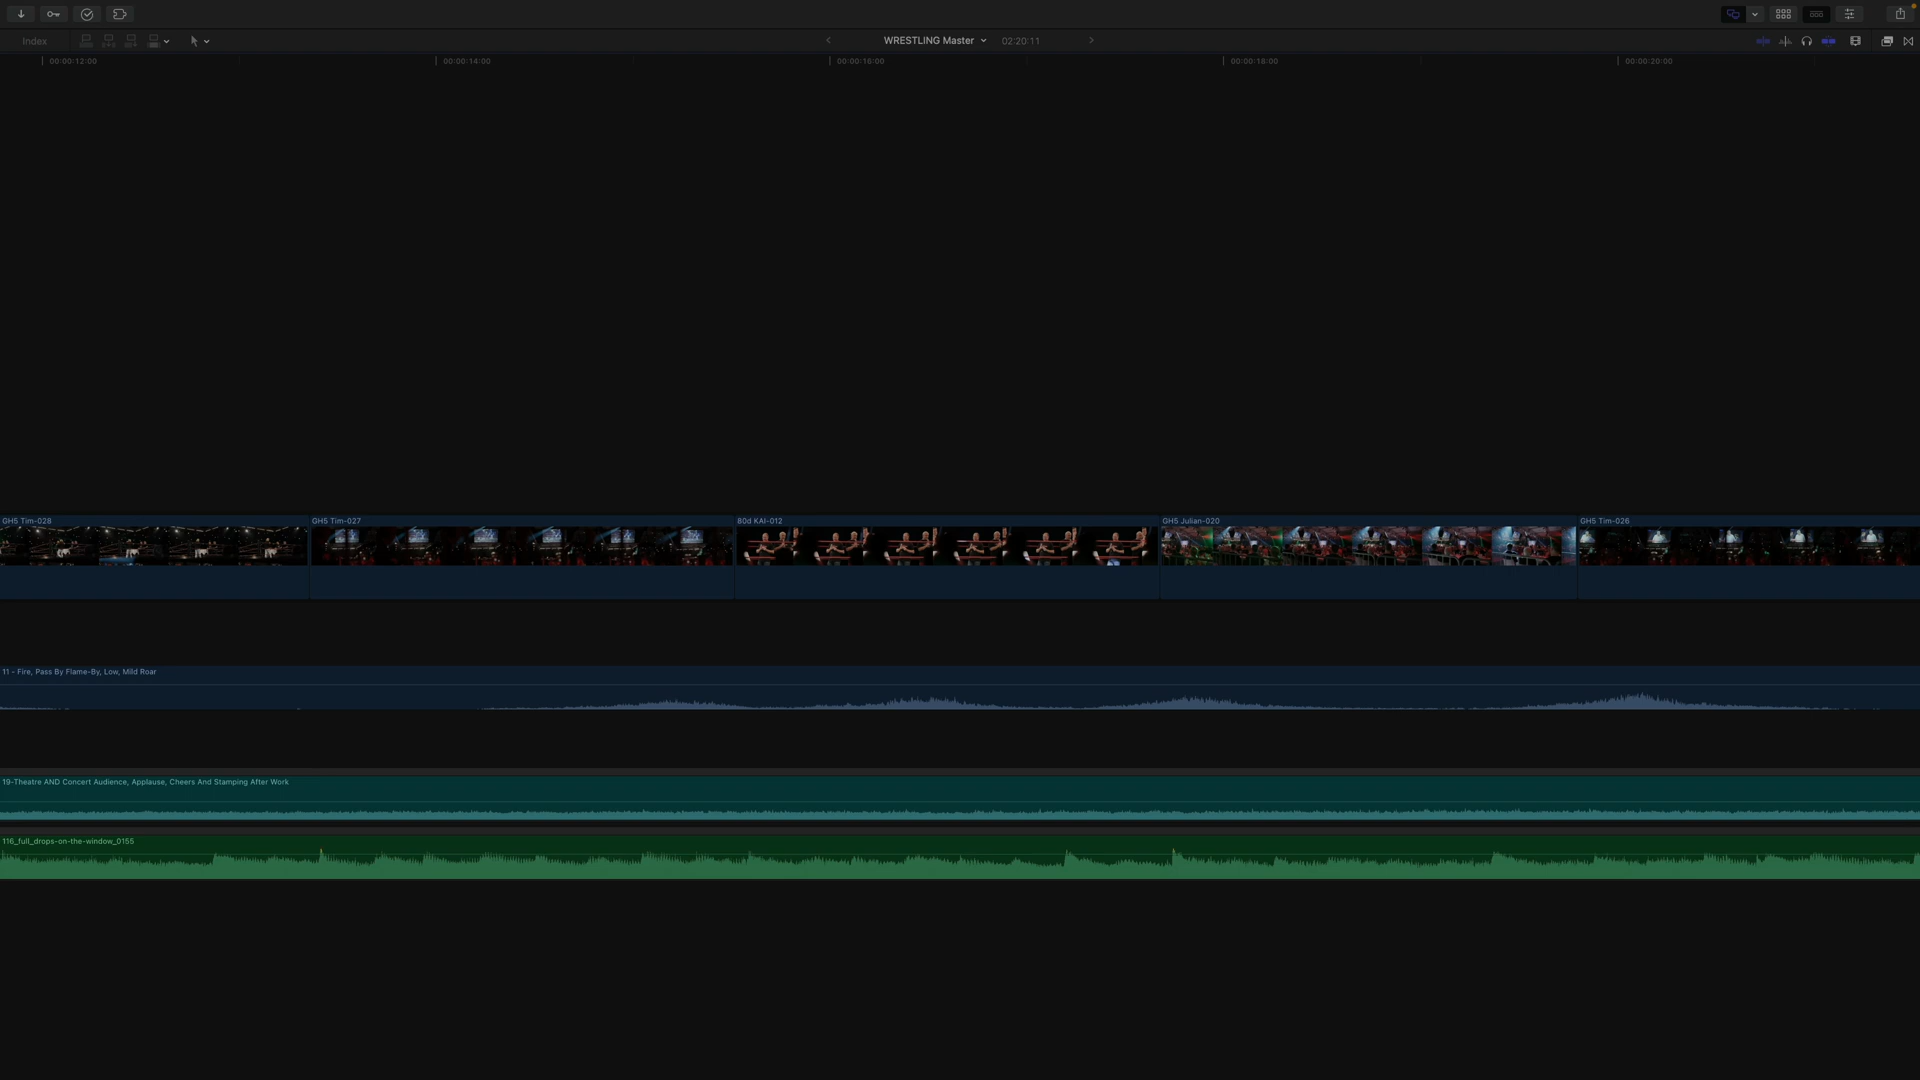 Index
WRESTLING Master
02:20:11
00:00:12:00
00:00:14:00
00:00:16:00
00:00:18:00
00:00:20:00
GH5 Tim-028
GH5 Tim-027
80d KAI-012
GH5 Julian-020
GH5 Tim-026
11 - Fire, Pass By Flame-By, Low, Mild Roar
19-Theatre AND Concert Audience, Applause, Cheers And Stamping After Work
116_full_drops-on-the-window_0155